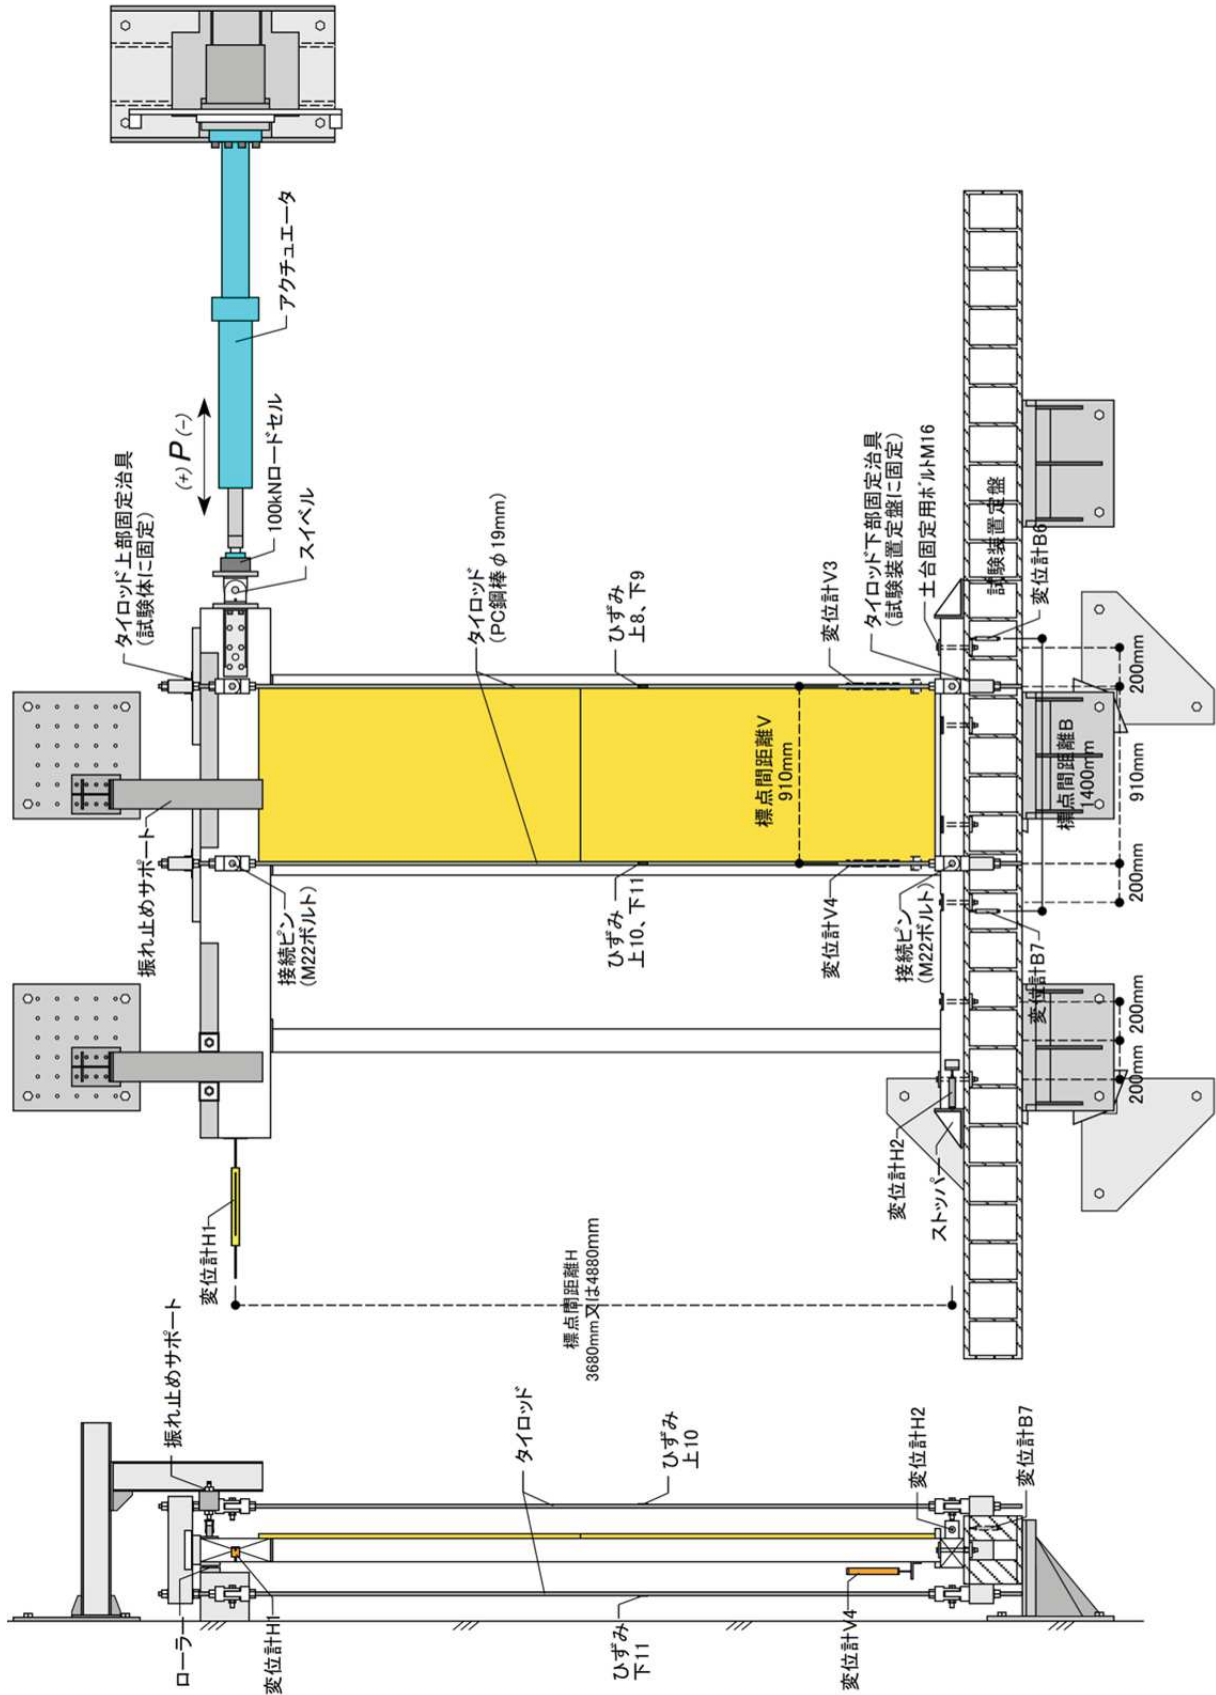 アクチュエータ
(+) P (-)
100kNロードセル
スイベル
タイロッド上部固定治具
(試験体に固定)
振れ止めサポート
接続ピン
(M22ボルト)
タイロッド
(PC鋼棒φ19mm)
ひずみ
上8、下9
ひずみ
上10、下11
変位計V3
変位計V4
標点間距離V
910mm
タイロッド下部固定治具
(試験装置定盤に固定)
土台固定用ボルトM16
接続ピン
(M22ボルト)
試験装置定盤
変位計B6
変位計B7
標点間距離B
1400mm
200mm
910mm
200mm
200mm
200mm
変位計H1
変位計H2
ストッパー
標点間距離H
3680mm又は4880mm
振れ止めサポート
タイロッド
ひずみ
上10
変位計H2
変位計B7
ローラー
変位計H1
ひずみ
下11
変位計V4